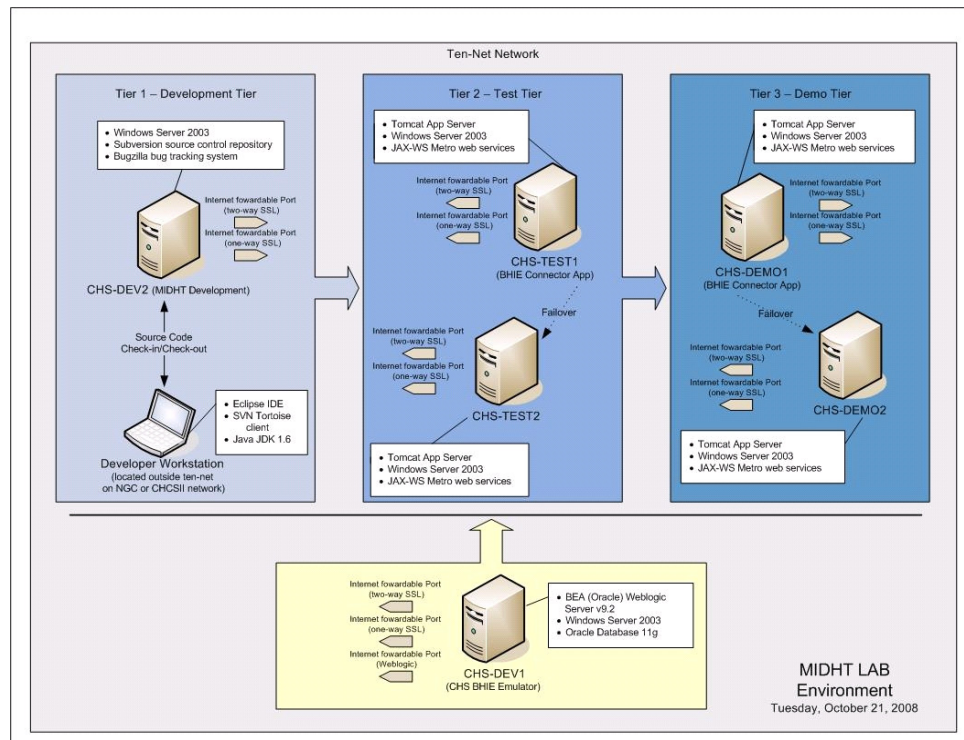 Ten-Net Network
Tier 1 – Development Tier
• Windows Server 2003
• Subversion source control repository
• Bugzilla bug tracking system
Internet fowardable Port
(two-way SSL)
Internet fowardable Port
(one-way SSL)
CHS-DEV2 (MIDHT Development)
Source Code
Check-in/Check-out
• Eclipse IDE
• SVN Tortoise
client
• Java JDK 1.6
Developer Workstation
(located outside ten-net
on NGC or CHCSII network)
Tier 2 – Test Tier
• Tomcat App Server
• Windows Server 2003
• JAX-WS Metro web services
Internet fowardable Port
(two-way SSL)
Internet fowardable Port
(one-way SSL)
CHS-TEST1
(BHIE Connector App)
Failover
Internet fowardable Port
(two-way SSL)
Internet fowardable Port
(one-way SSL)
CHS-TEST2
• Tomcat App Server
• Windows Server 2003
• JAX-WS Metro web services
Tier 3 – Demo Tier
• Tomcat App Server
• Windows Server 2003
• JAX-WS Metro web services
Internet fowardable Port
(two-way SSL)
Internet fowardable Port
(one-way SSL)
CHS-DEMO1
(BHIE Connector App)
Failover
Internet fowardable Port
(two-way SSL)
Internet fowardable Port
(one-way SSL)
CHS-DEMO2
• Tomcat App Server
• Windows Server 2003
• JAX-WS Metro web services
Internet fowardable Port
(two-way SSL)
Internet fowardable Port
(one-way SSL)
Internet fowardable Port
(Weblogic)
• BEA (Oracle) Weblogic
Server v9.2
• Windows Server 2003
• Oracle Database 11g
CHS-DEV1
(CHS BHIE Emulator)
MIDHT LAB
Environment
Tuesday, October 21, 2008